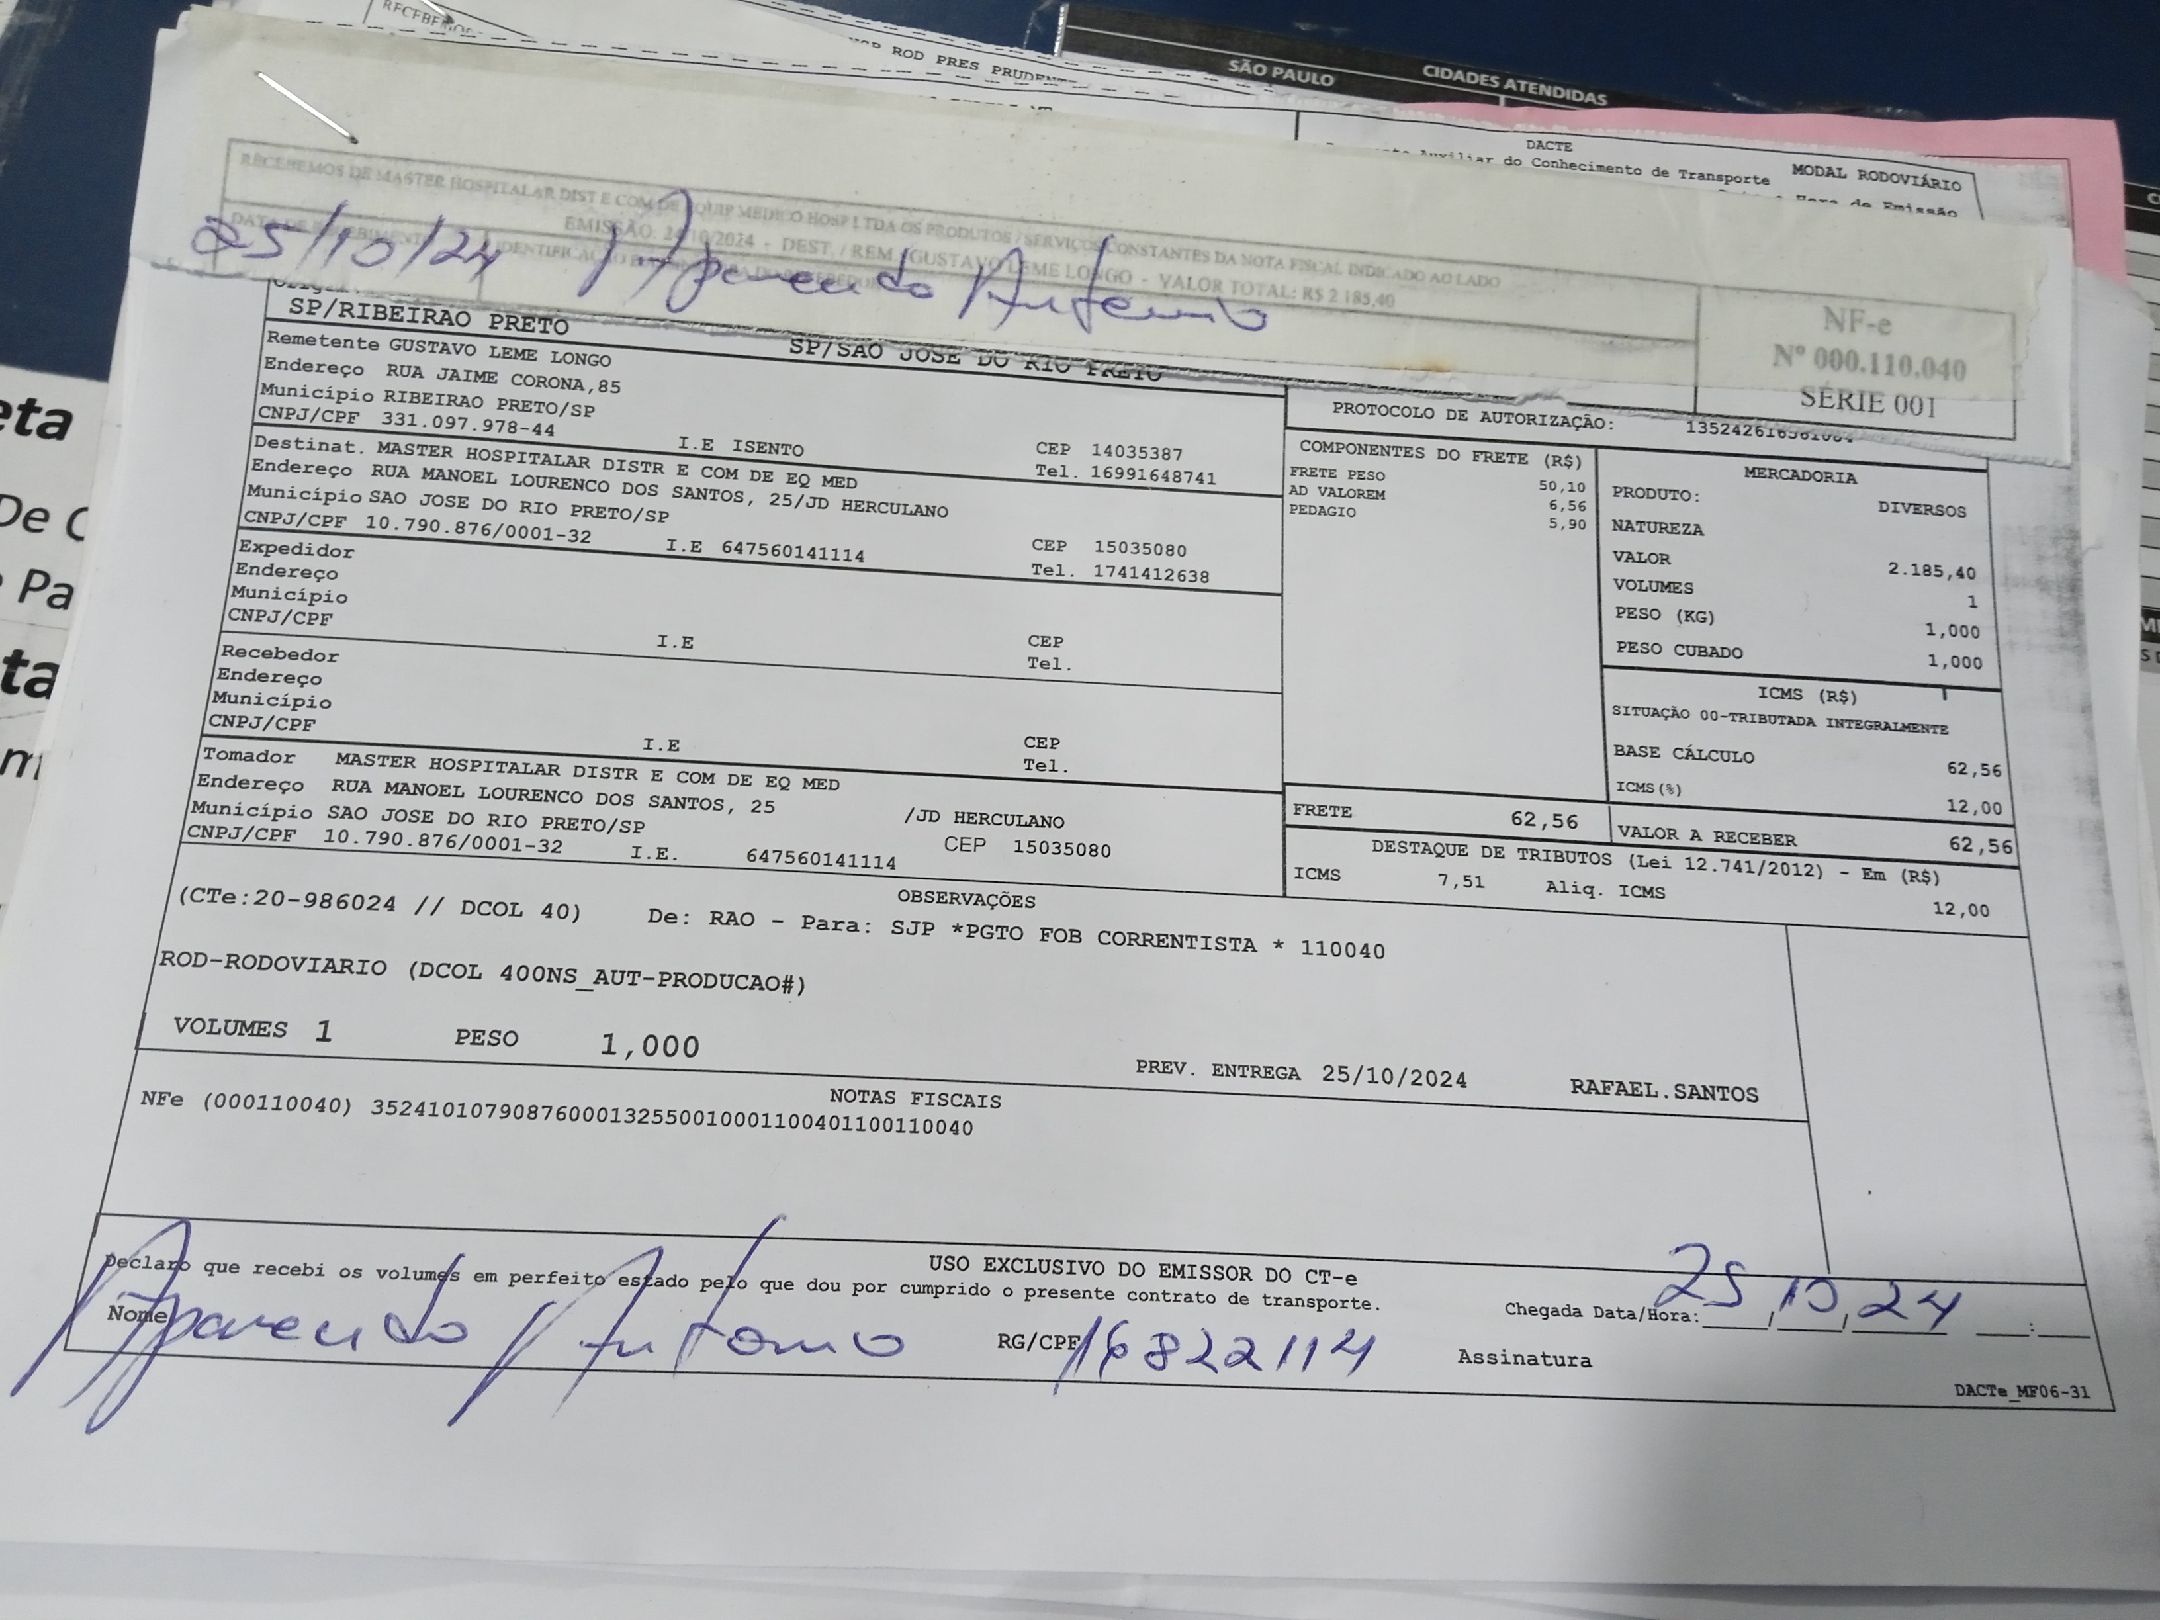 ROD PRES
SÃO PAULO
CIDADES ATENDIDAS
DACTE
Auxiliar do Conhecimento de Transporte
MODAL RODOVIÁRIO
de Emissão
RECEBEMOS DE MASTER HOSPITALAR DIST E COM DE EQUIP MEDICO HOSP LTDA OS PRODUTOS / SERVIÇOS CONSTANTES DA NOTA FISCAL INDICADO AO LADO
EMISSÃO: 24/10/2024 - DEST. / REM.: GUSTAVO LEME LONGO - VALOR TOTAL: R$ 2.185,40
25/10/24 Aparecido Antonio
NF-e
Nº 000.110.040
SÉRIE 001
SP/RIBEIRAO PRETO
SP/SAO JOSE DO RIO PRETO
Remetente GUSTAVO LEME LONGO
Endereço RUA JAIME CORONA,85
Município RIBEIRAO PRETO/SP
CNPJ/CPF 331.097.978-44 I.E ISENTO CEP 14035387
Tel. 16991648741
Destinat. MASTER HOSPITALAR DISTR E COM DE EQ MED
Endereço RUA MANOEL LOURENCO DOS SANTOS, 25/JD HERCULANO
Município SAO JOSE DO RIO PRETO/SP CEP 15035080
CNPJ/CPF 10.790.876/0001-32 I.E 647560141114 Tel. 1741412638
Expedidor
Endereço
Município
CNPJ/CPF I.E CEP
Tel.
Recebedor
Endereço
Município
CNPJ/CPF I.E CEP
Tel.
Tomador MASTER HOSPITALAR DISTR E COM DE EQ MED
Endereço RUA MANOEL LOURENCO DOS SANTOS, 25 /JD HERCULANO
Município SAO JOSE DO RIO PRETO/SP CEP 15035080
CNPJ/CPF 10.790.876/0001-32 I.E. 647560141114
PROTOCOLO DE AUTORIZAÇÃO:
COMPONENTES DO FRETE (R$)
FRETE PESO 50,10
AD VALOREM 6,56
PEDAGIO 5,90
MERCADORIA
PRODUTO: DIVERSOS
NATUREZA
VALOR 2.185,40
VOLUMES 1
PESO (KG) 1,000
PESO CUBADO 1,000
ICMS (R$)
SITUAÇÃO 00-TRIBUTADA INTEGRALMENTE
BASE CÁLCULO 62,56
ICMS(%) 12,00
FRETE 62,56 VALOR A RECEBER 62,56
DESTAQUE DE TRIBUTOS (Lei 12.741/2012) - Em (R$)
ICMS 7,51 Aliq. ICMS 12,00
OBSERVAÇÕES
(CTe:20-986024 // DCOL 40) De: RAO - Para: SJP *PGTO FOB CORRENTISTA * 110040
ROD-RODOVIARIO (DCOL 400NS_AUT-PRODUCAO#)
VOLUMES 1 PESO 1,000 PREV. ENTREGA 25/10/2024 RAFAEL.SANTOS
NOTAS FISCAIS
NFe (000110040) 35241010790876000132550010001100401100110040
USO EXCLUSIVO DO EMISSOR DO CT-e
Declaro que recebi os volumes em perfeito estado pelo que dou por cumprido o presente contrato de transporte.
Nome Aparecido Antonio RG/CPF 16822114 Assinatura
Chegada Data/Hora: 25/10/24 :
DACTe_MF06-31